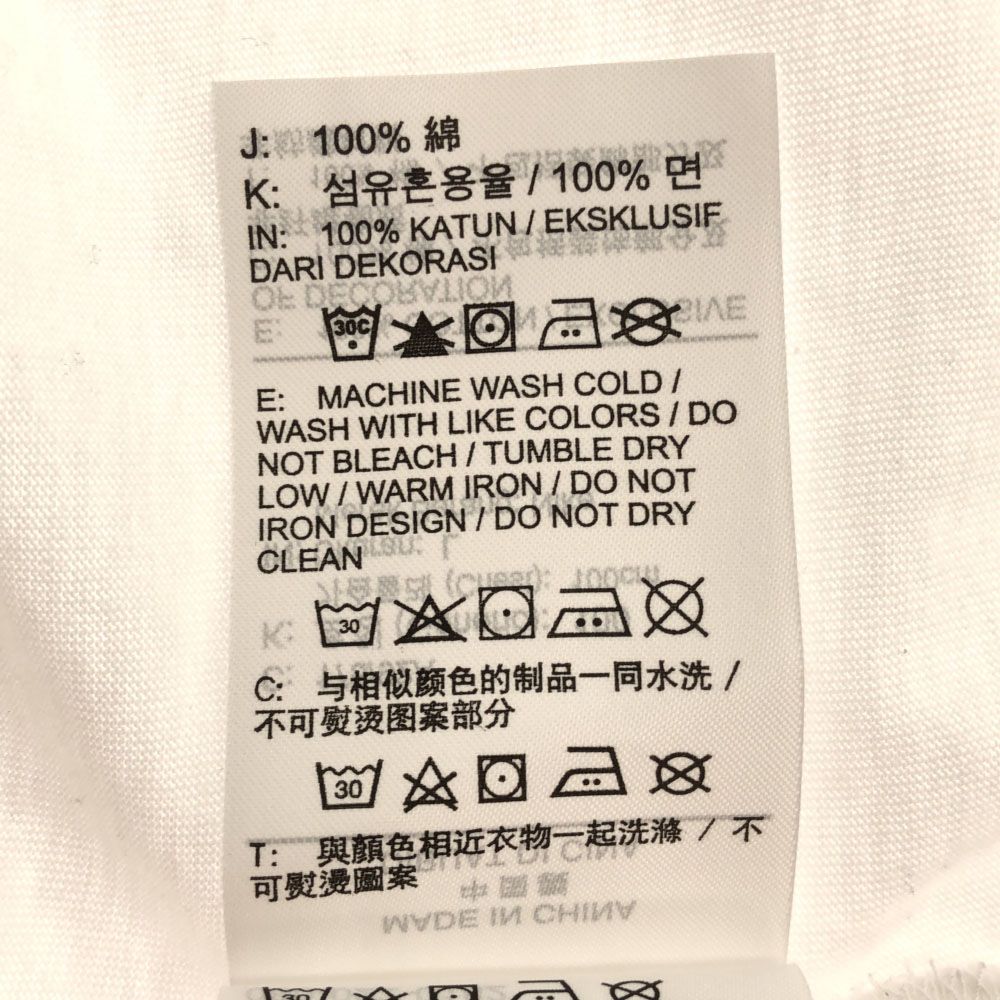 J: 100% 綿
K: 섬유혼용율 / 100% 면
IN: 100% KATUN / EKSKLUSIF
DARI DEKORASI
30C
E: MACHINE WASH COLD /
WASH WITH LIKE COLORS / DO
NOT BLEACH / TUMBLE DRY
LOW / WARM IRON / DO NOT
IRON DESIGN / DO NOT DRY
CLEAN
30
C: 与相似颜色的制品一同水洗 /
不可熨烫图案部分
30
T: 與顏色相近衣物一起洗滌 / 不
可熨燙圖案
30